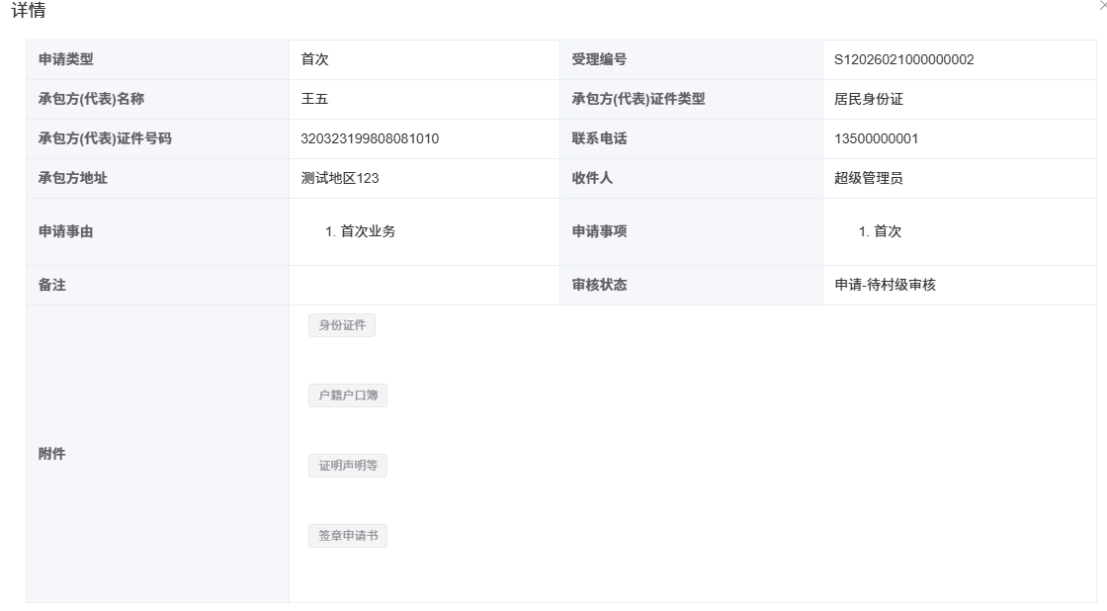 详情
申请类型 首次 受理编号 S12026021000000002
承包方(代表)名称 王五 承包方(代表)证件类型 居民身份证
承包方(代表)证件号码 320323199808081010 联系电话 13500000001
承包方地址 测试地区123 收件人 超级管理员
申请事由 1. 首次业务 申请事项 1. 首次
备注 审核状态 申请-待村级审核
身份证件
户籍户口簿
附件
证明声明等
签章申请书